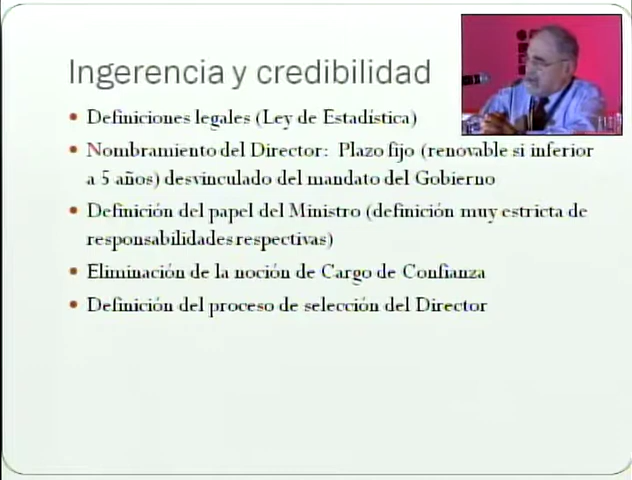 Ingerencia y credibilidad
Definiciones legales (Ley de Estadística)
Nombramiento del Director: Plazo fijo (renovable si inferior
a 5 años) desvinculado del mandato del Gobierno
Definición del papel del Ministro (definición muy estricta de
responsabilidades respectivas)
Eliminación de la noción de Cargo de Confianza
Definición del proceso de selección del Director